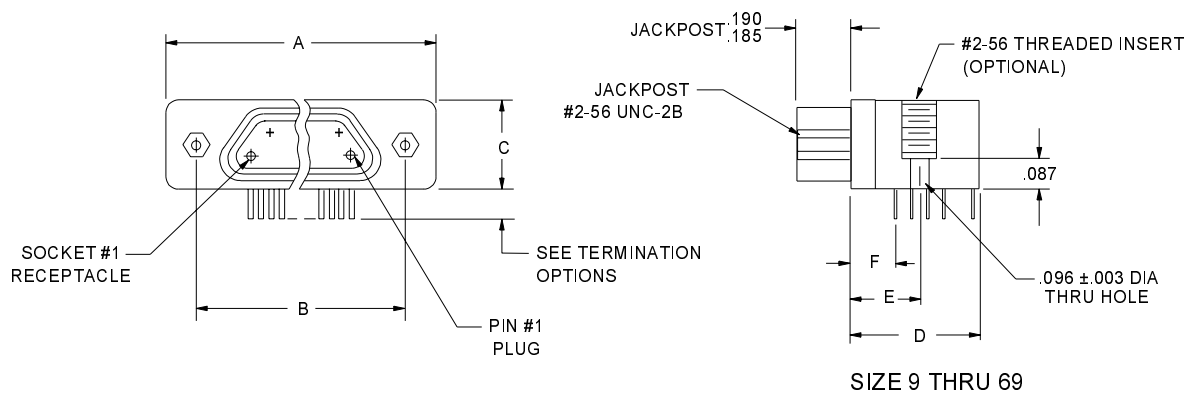 A
C
SOCKET #1
RECEPTACLE
B
SEE TERMINATION
OPTIONS
PIN #1
PLUG
JACKPOST .190
.185
#2-56 THREADED INSERT
(OPTIONAL)
JACKPOST
#2-56 UNC-2B
.087
F
E
D
.096 ±.003 DIA
THRU HOLE
SIZE 9 THRU 69